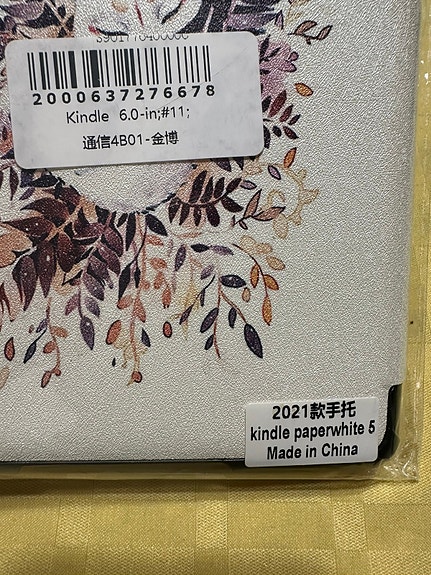 2000637276678
Kindle 6.0-in;#11;
通信4B01-金博
2021款手托
kindle paperwhite 5
Made in China